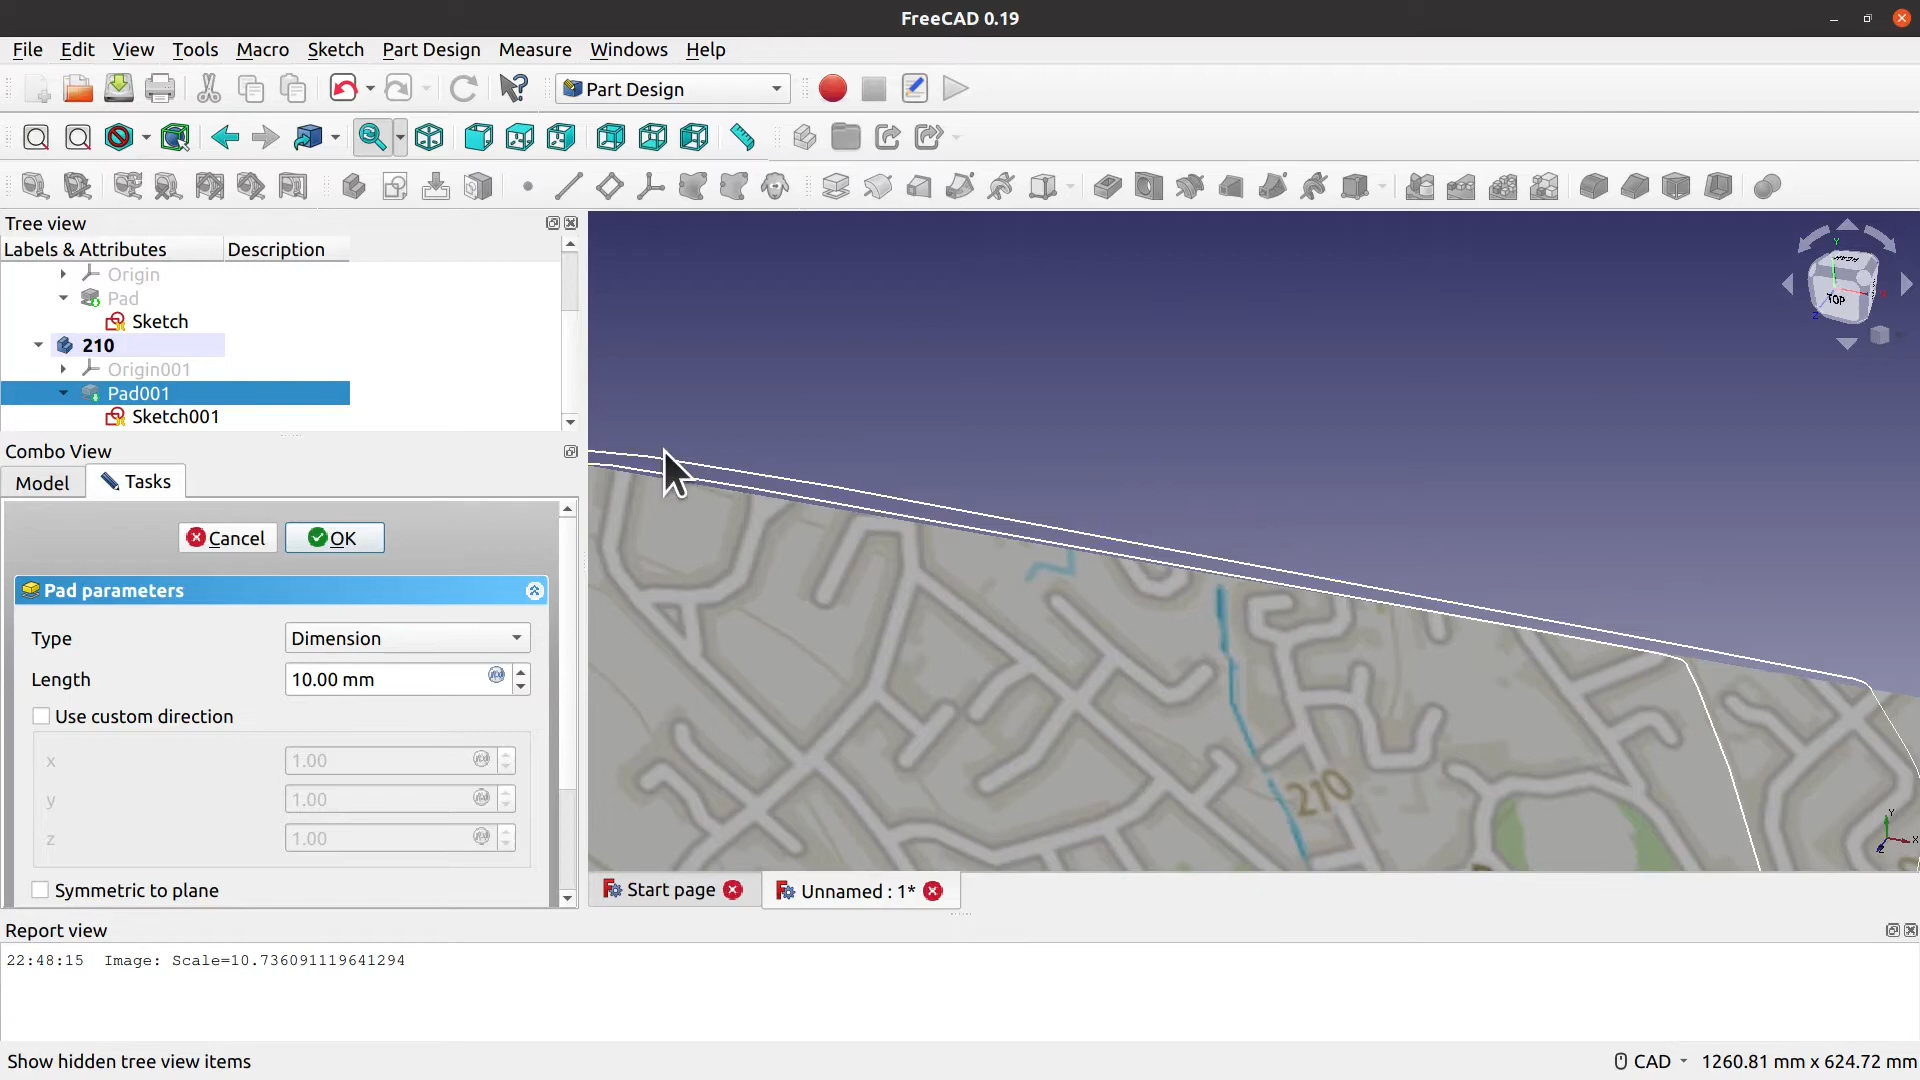 FreeCAD 0.19
File Edit View Tools Macro Sketch Part Design Measure Windows Help
Part Design
Tree view
Labels & Attributes Description
Origin
Pad
Sketch
210
Origin001
Pad001
Sketch001
Combo View
Model Tasks
Cancel OK
Pad parameters
Type Dimension
Length 10.00 mm
Use custom direction
x 1.00
y 1.00
z 1.00
Symmetric to plane
TOP
Y
X
Z
210
Y
X
Z
Start page Unnamed : 1*
Report view
22:48:15 Image: Scale=10.736091119641294
Show hidden tree view items CAD 1260.81 mm x 624.72 mm